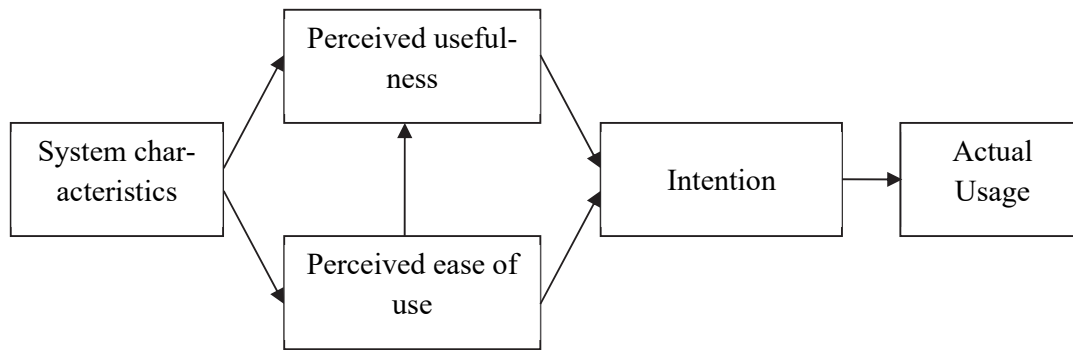 Perceived useful-
ness
System char-
acteristics
Intention
Actual
Usage
Perceived ease of
use